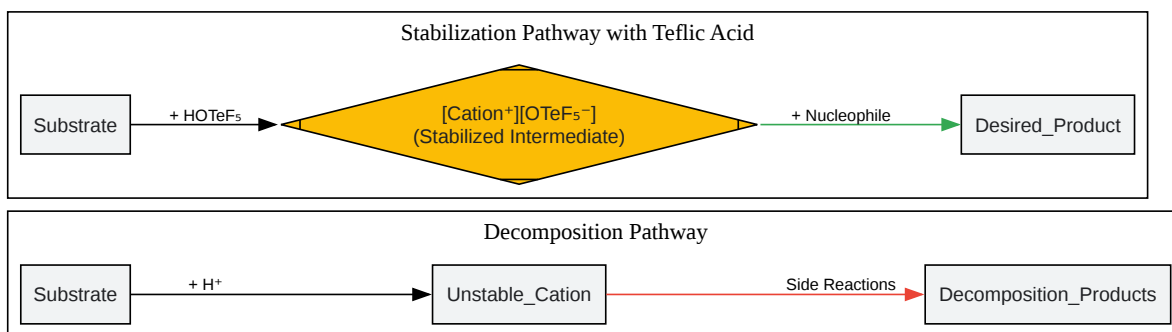 Stabilization Pathway with Teflic Acid
Substrate
+ HOTeF₅
[Cation⁺][OTeF₅⁻]
(Stabilized Intermediate)
+ Nucleophile
Desired_Product
Decomposition Pathway
Substrate
+ H⁺
Unstable_Cation
Side Reactions
Decomposition_Products